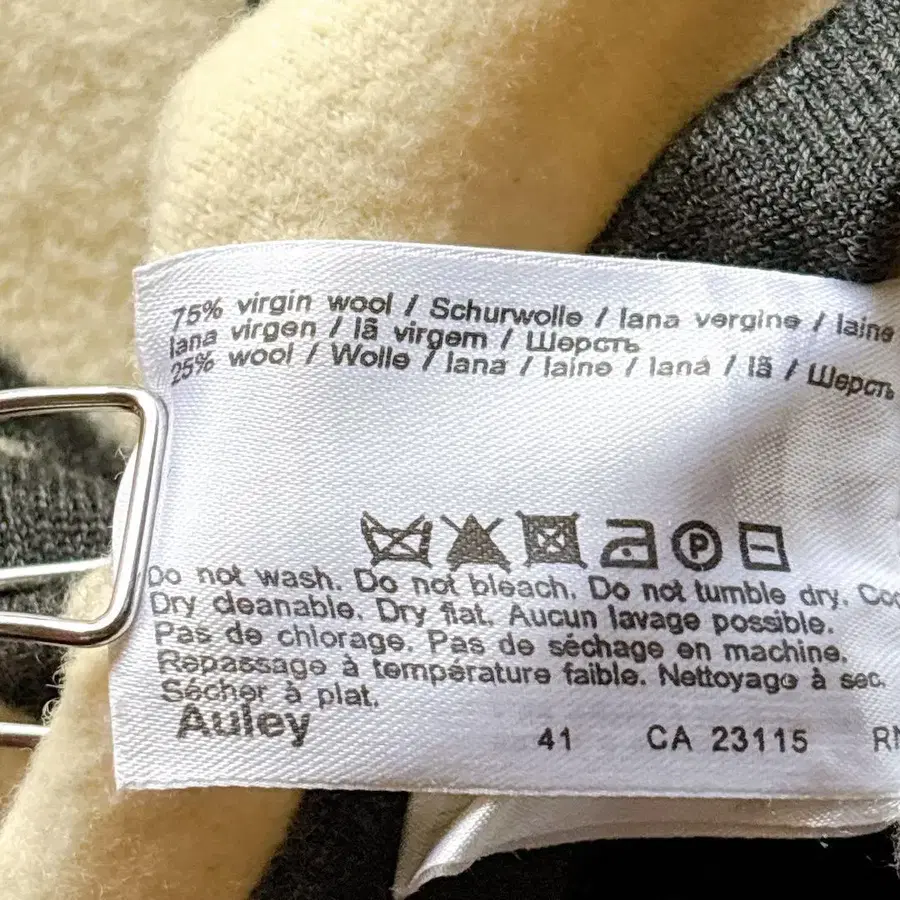 75% virgin wool / Schurwolle / lana vergine / laine
lana virgen / lã virgem / Шерсть
25% wool / Wolle / lana / laine / lana / lã / Шерсть
P
Do not wash. Do not bleach. Do not tumble dry.
Dry cleanable. Dry flat. Aucun lavage possible.
Pas de chlorage. Pas de séchage en machine.
Repassage à température faible. Nettoyage à sec.
Sécher à plat.
Auley 41 CA 23115